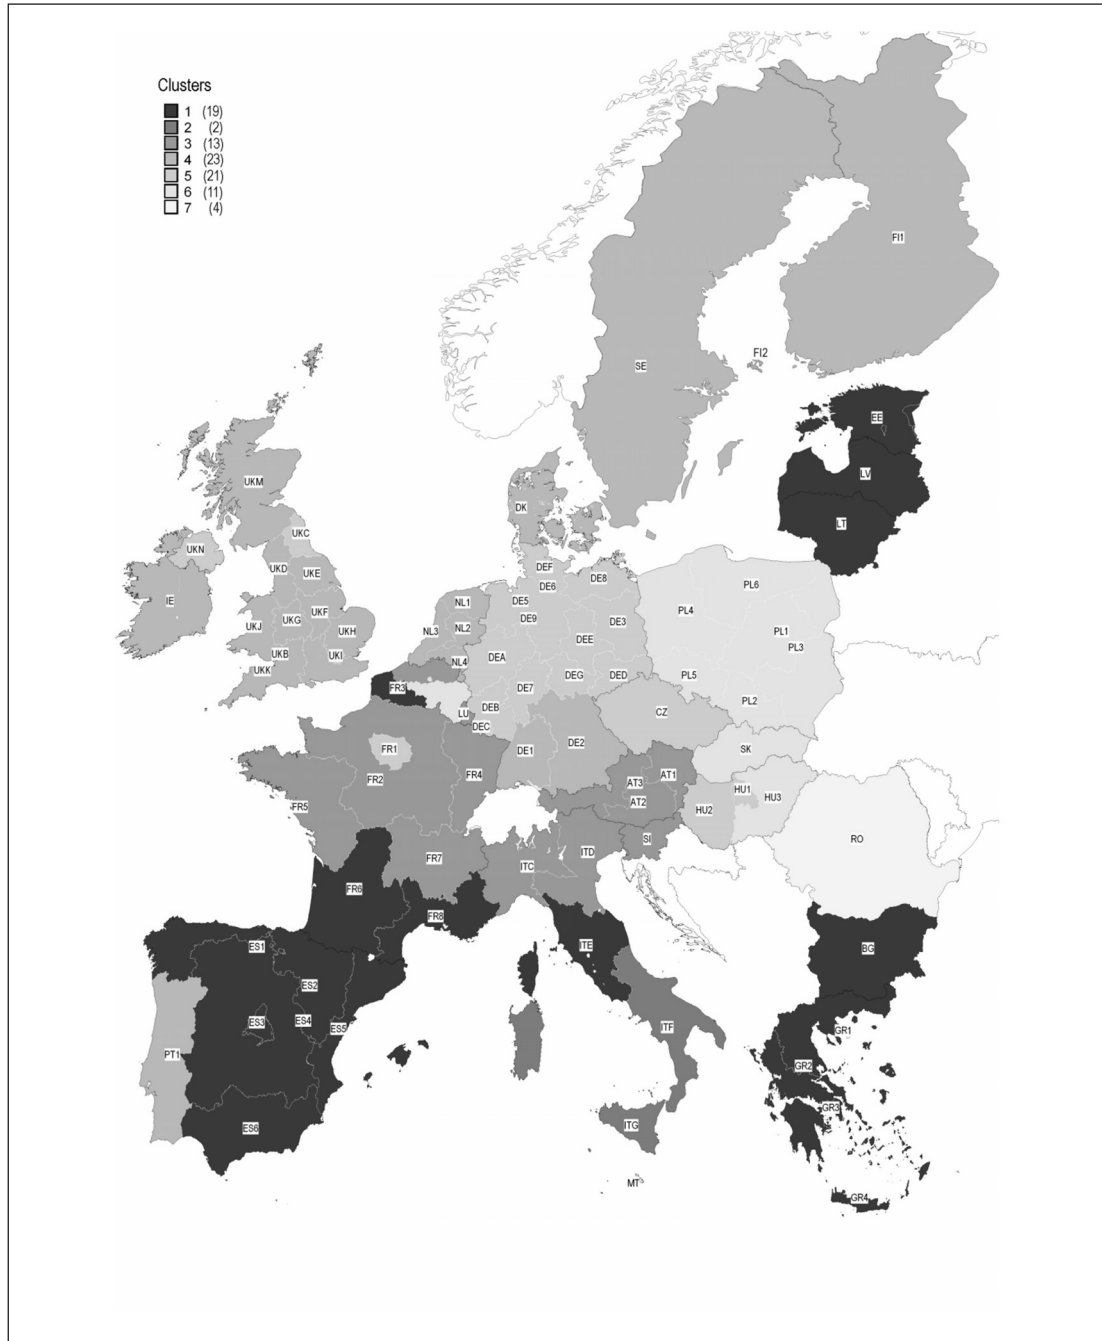 Clusters
1 (19)
2 (2)
3 (13)
4 (23)
5 (21)
6 (11)
7 (4)
FI1
FI2
SE
EE
LV
LT
UKM
DK
UKC
UKN
UKD
UKE
IE
UKG
UKF
UKJ
UKH
UKB
UKI
UKK
DEF
DE6
DE8
DE5
DE9
DE3
DEE
DEA
DEG
DED
DE7
DEB
DEC
DE1
DE2
NL1
NL2
NL3
NL4
PL6
PL4
PL1
PL3
PL5
PL2
FR3
LU
CZ
SK
FR1
FR2
FR4
FR5
AT3
AT1
AT2
HU1
HU3
HU2
SI
RO
FR7
ITC
ITD
FR6
FR8
ITE
BG
ES1
ES2
ES3
ES4
ES5
PT1
ES6
ITF
ITG
MT
GR1
GR2
GR3
GR4